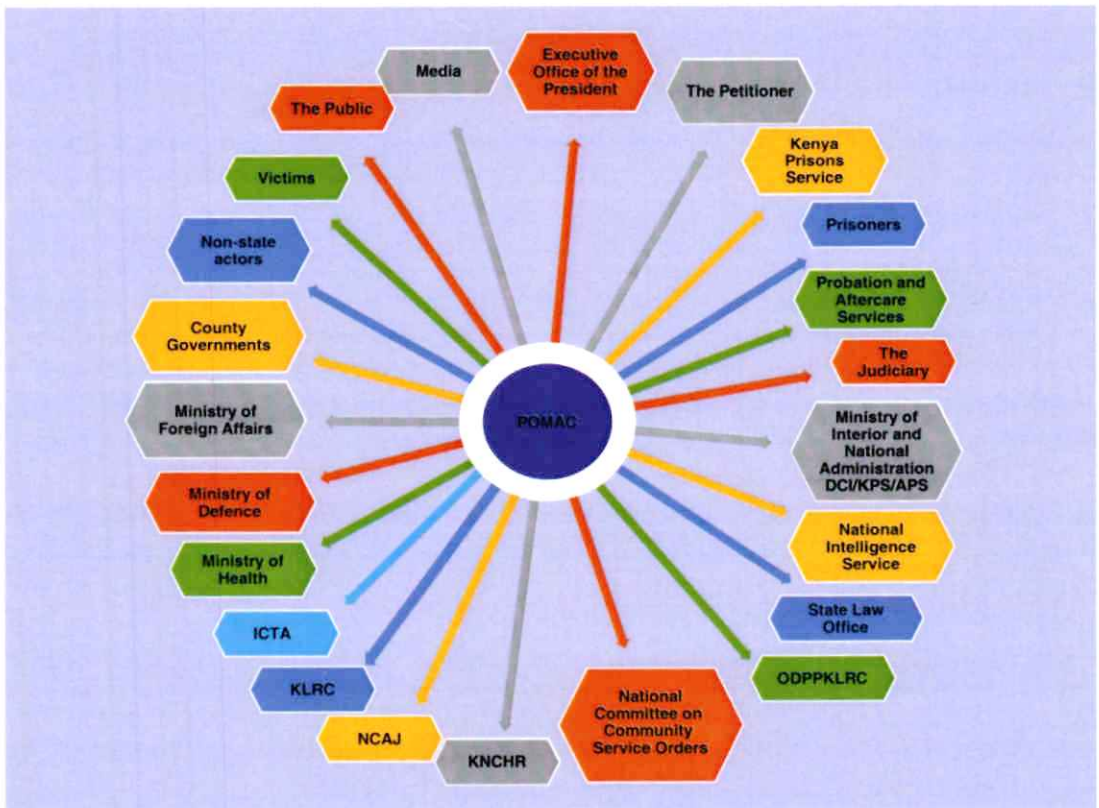 Executive
Office of the
President
The Petitioner
Kenya
Prisons
Service
Prisoners
Probation and
Aftercare
Services
The
Judiciary
Ministry of
Interior and
National
Administration
DCI/KPS/APS
National
Intelligence
Service
State Law
Office
ODPPKLRC
National
Committee on
Community
Service Orders
KNCHR
NCAJ
KLRC
ICTA
Ministry of
Health
Ministry of
Defence
Ministry of
Foreign Affairs
County
Governments
Non-state
actors
Victims
The Public
Media
POMAC